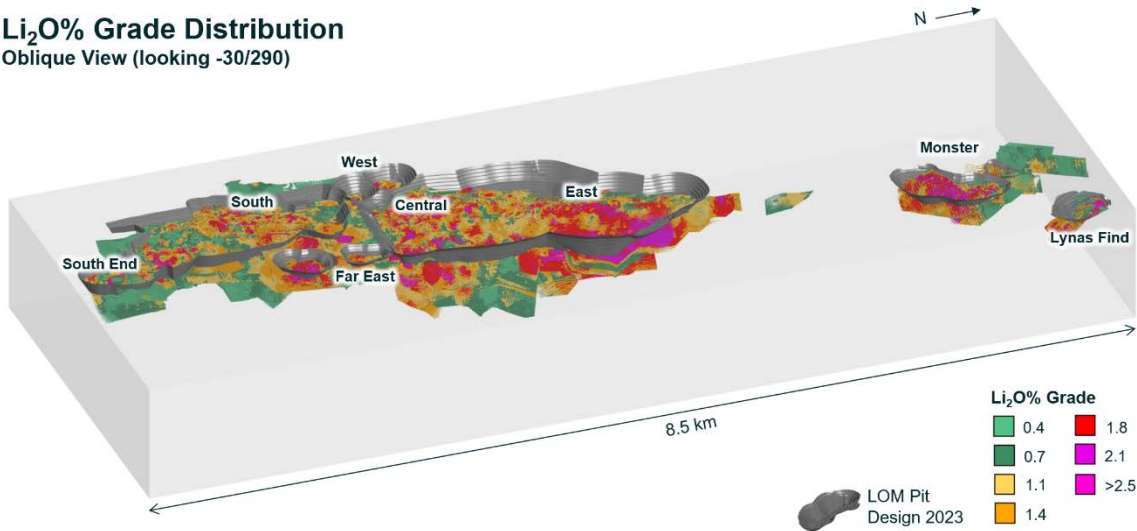 Li₂O% Grade Distribution
Oblique View (looking -30/290)
N
Monster
West
South
Central
East
Lynas Find
South End
Far East
8.5 km
Li₂O% Grade
0.4
1.8
0.7
2.1
1.1
>2.5
1.4
LOM Pit
Design 2023